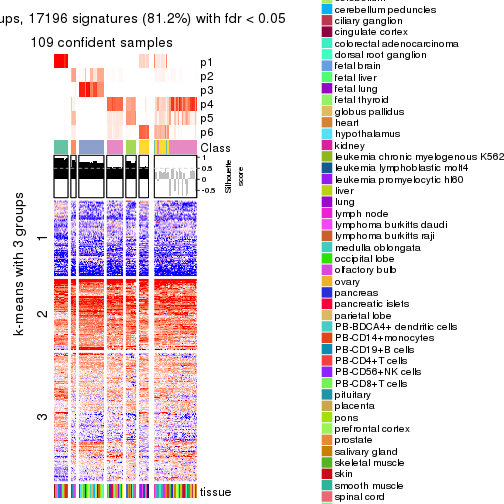 ups, 17196 signatures (81.2%) with fdr < 0.05
109 confident samples
p1
p2
p3
p4
p5
p6
Class
1
0.5
0
-0.5
Silhouette
score
k-means with 3 groups
1
2
3
tissue
cerebellum peduncles
ciliary ganglion
cingulate cortex
colorectal adenocarcinoma
dorsal root ganglion
fetal brain
fetal liver
fetal lung
fetal thyroid
globus pallidus
heart
hypothalamus
kidney
leukemia chronic myelogenous K562
leukemia lymphoblastic molt4
leukemia promyelocytic hl60
liver
lung
lymph node
lymphoma burkitts daudi
lymphoma burkitts raji
medulla oblongata
occipital lobe
olfactory bulb
ovary
pancreas
pancreatic islets
parietal lobe
PB-BDCA4+ dendritic cells
PB-CD14+monocytes
PB-CD19+B cells
PB-CD4+T cells
PB-CD56+NK cells
PB-CD8+T cells
pituitary
placenta
pons
prefrontal cortex
prostate
salivary gland
skeletal muscle
skin
smooth muscle
spinal cord